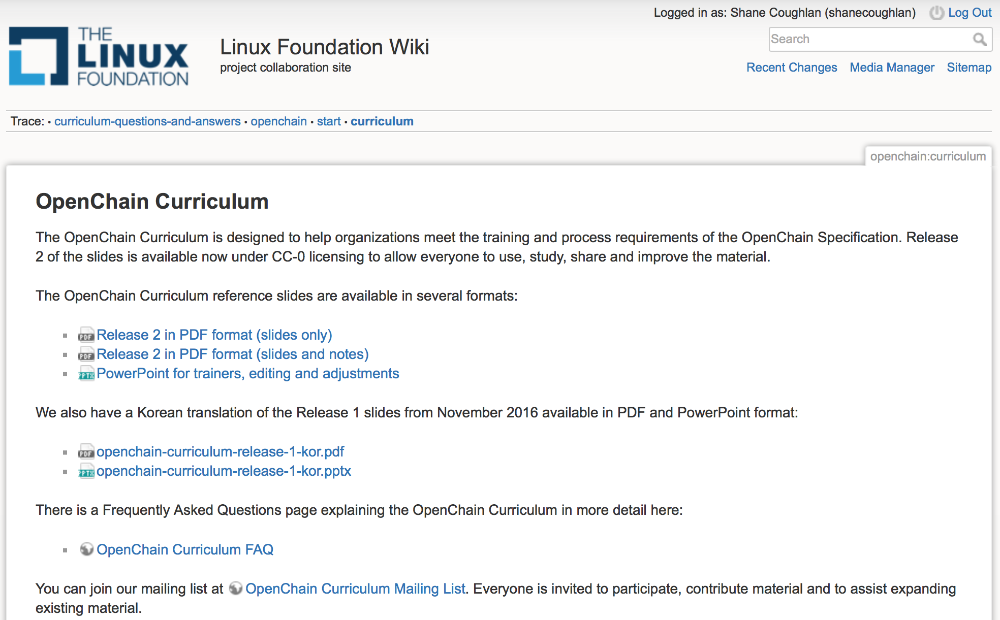 Logged in as: Shane Coughlan (shanecoughlan) Log Out
THE
LINUX
FOUNDATION
Linux Foundation Wiki
project collaboration site
Search
Recent Changes Media Manager Sitemap
Trace: • curriculum-questions-and-answers • openchain • start • curriculum
openchain:curriculum
OpenChain Curriculum
The OpenChain Curriculum is designed to help organizations meet the training and process requirements of the OpenChain Specification. Release
2 of the slides is available now under CC-0 licensing to allow everyone to use, study, share and improve the material.
The OpenChain Curriculum reference slides are available in several formats:
PDF Release 2 in PDF format (slides only)
PDF Release 2 in PDF format (slides and notes)
PPTX PowerPoint for trainers, editing and adjustments
We also have a Korean translation of the Release 1 slides from November 2016 available in PDF and PowerPoint format:
PDF openchain-curriculum-release-1-kor.pdf
PPTX openchain-curriculum-release-1-kor.pptx
There is a Frequently Asked Questions page explaining the OpenChain Curriculum in more detail here:
OpenChain Curriculum FAQ
You can join our mailing list at OpenChain Curriculum Mailing List. Everyone is invited to participate, contribute material and to assist expanding
existing material.